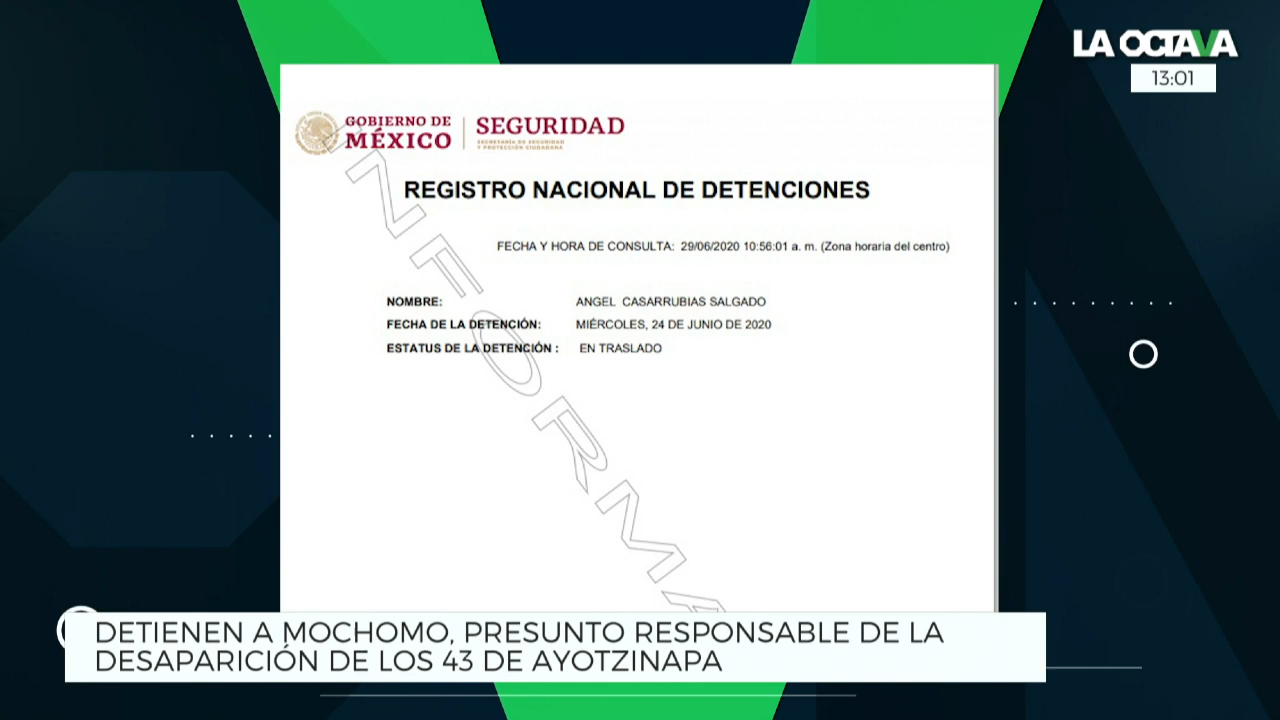 LA OCTAVA
13:01
GOBIERNO DE
MÉXICO
SEGURIDAD
SECRETARÍA DE SEGURIDAD
Y PROTECCIÓN CIUDADANA
REGISTRO NACIONAL DE DETENCIONES
FECHA Y HORA DE CONSULTA: 29/06/2020 10:56:01 a. m. (Zona horaria del centro)
NOMBRE: ANGEL CASARRUBIAS SALGADO
FECHA DE LA DETENCIÓN: MIÉRCOLES, 24 DE JUNIO DE 2020
ESTATUS DE LA DETENCIÓN : EN TRASLADO
INFORMA
DETIENEN A MOCHOMO, PRESUNTO RESPONSABLE DE LA
DESAPARICIÓN DE LOS 43 DE AYOTZINAPA